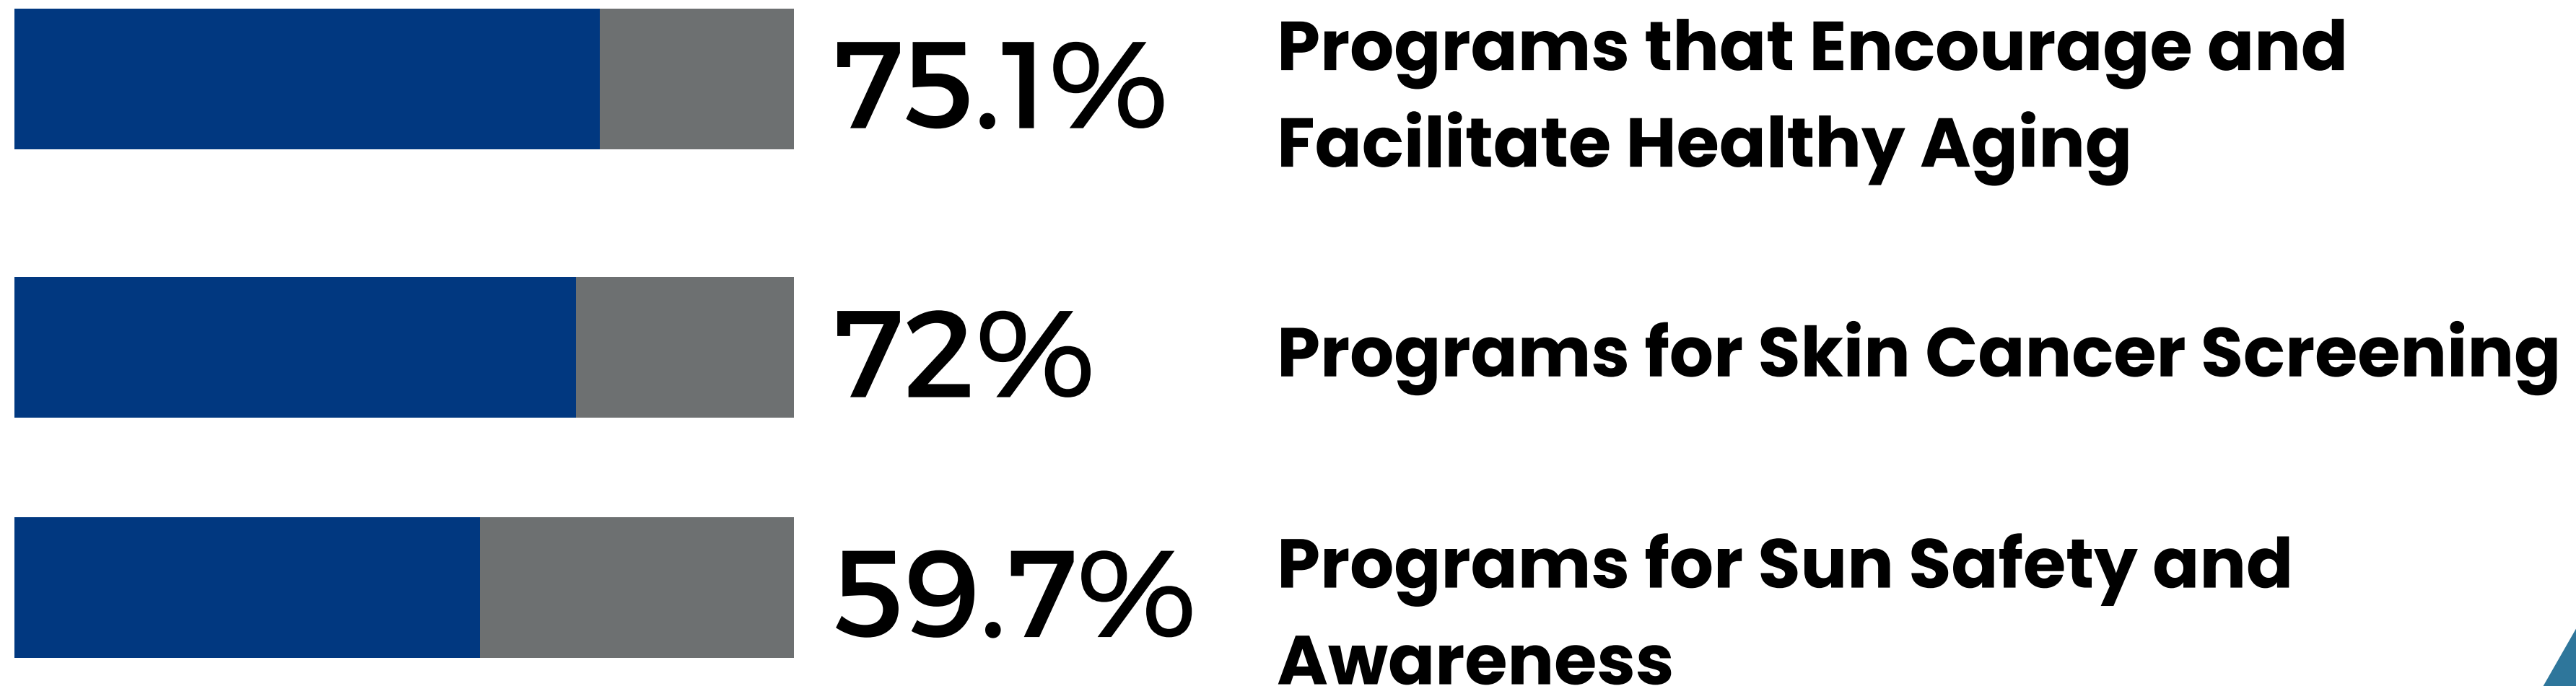 75.1%
Programs that Encourage and
Facilitate Healthy Aging
72%
Programs for Skin Cancer Screening
59.7%
Programs for Sun Safety and
Awareness